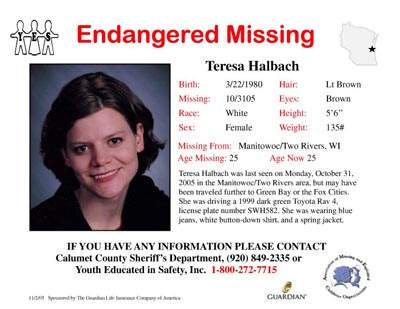 YES
Endangered Missing
Teresa Halbach
Birth: 3/22/1980 Hair: Lt Brown
Missing: 10/3105 Eyes: Brown
Race: White Height: 5'6"
Sex: Female Weight: 135#
Missing From: Manitowoc/Two Rivers, WI
Age Missing: 25 Age Now 25
Teresa Halbach was last seen on Monday, October 31,
2005 in the Manitowoc/Two Rivers area, but may have
been traveled further to Green Bay or the Fox Cities.
She was driving a 1999 dark green Toyota Rav 4,
license plate number SWH582. She was wearing blue
jeans, white button-down shirt, and a spring jacket.
IF YOU HAVE ANY INFORMATION PLEASE CONTACT
Calumet County Sheriff's Department, (920) 849-2335 or
Youth Educated in Safety, Inc. 1-800-272-7715
11/3/05 Sponsored by The Guardian Life Insurance Company of America
GUARDIAN